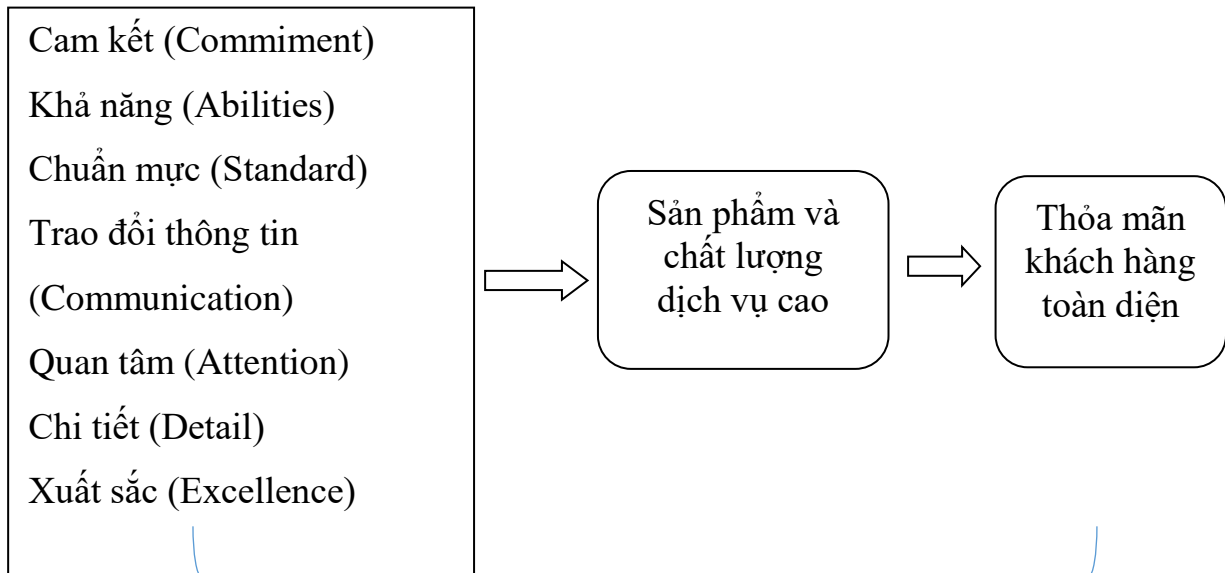 Cam kết (Commiment)
Khả năng (Abilities)
Chuẩn mực (Standard)
Trao đổi thông tin
(Communication)
Quan tâm (Attention)
Chi tiết (Detail)
Xuất sắc (Excellence)
Sản phẩm và
chất lượng
dịch vụ cao
Thỏa mãn
khách hàng
toàn diện